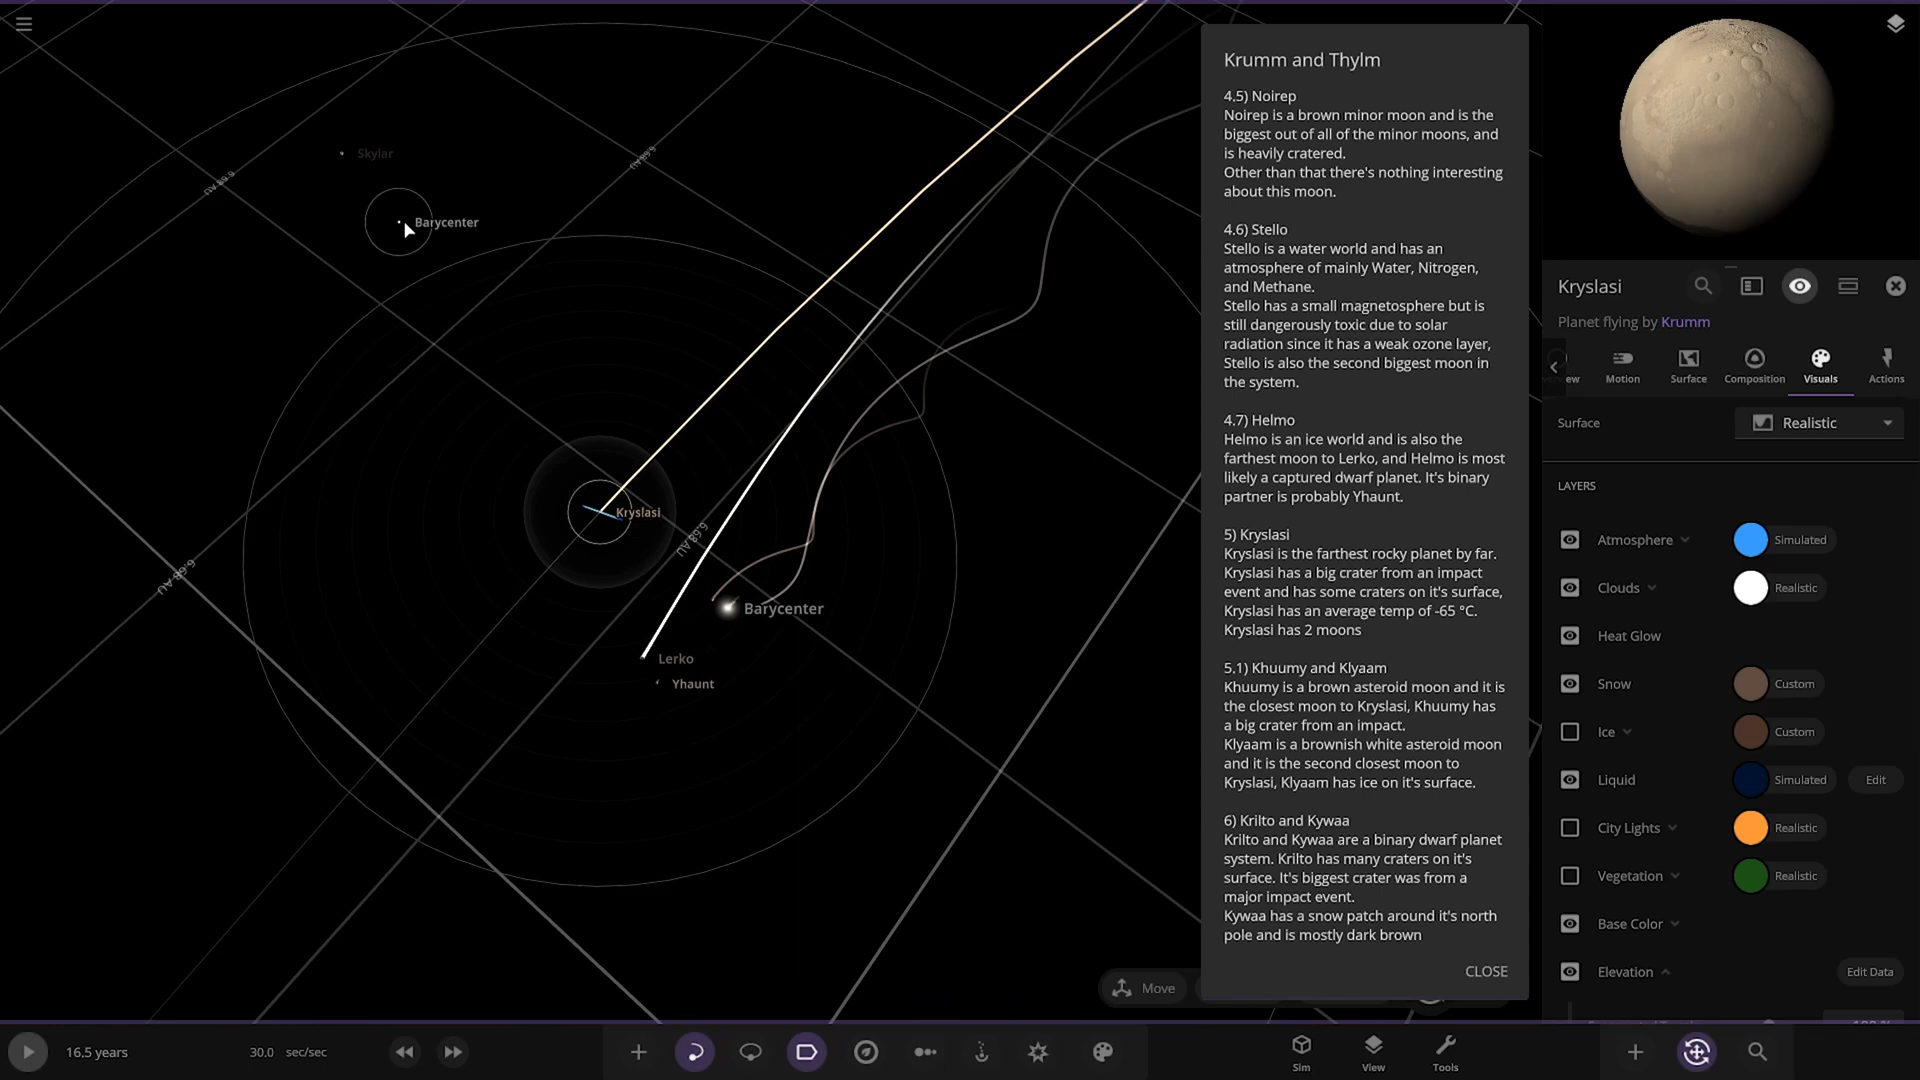 Skylar
Barycenter
6.68 AU
6.68 AU
Kryslasi
6.68 AU
6.68 AU
Barycenter
Lerko
Yhaunt
Krumm and Thylm
4.5) Noirep
Noirep is a brown minor moon and is the
biggest out of all of the minor moons, and
is heavily cratered.
Other than that there's nothing interesting
about this moon.
4.6) Stello
Stello is a water world and has an
atmosphere of mainly Water, Nitrogen,
and Methane.
Stello has a small magnetosphere but is
still dangerously toxic due to solar
radiation since it has a weak ozone layer,
Stello is also the second biggest moon in
the system.
4.7) Helmo
Helmo is an ice world and is also the
farthest moon to Lerko, and Helmo is most
likely a captured dwarf planet. It's binary
partner is probably Yhaunt.
5) Kryslasi
Kryslasi is the farthest rocky planet by far.
Kryslasi has a big crater from an impact
event and has some craters on it's surface,
Kryslasi has an average temp of -65 °C.
Kryslasi has 2 moons
5.1) Khuumy and Klyaam
Khuumy is a brown asteroid moon and it is
the closest moon to Kryslasi, Khuumy has
a big crater from an impact.
Klyaam is a brownish white asteroid moon
and it is the second closest moon to
Kryslasi, Klyaam has ice on it's surface.
6) Krilto and Kywaa
Krilto and Kywaa are a binary dwarf planet
system. Krilto has many craters on it's
surface. It's biggest crater was from a
major impact event.
Kywaa has a snow patch around it's north
pole and is mostly dark brown
CLOSE
Move
Kryslasi
Planet flying by Krumm
Motion
Surface
Composition
Visuals
Actions
Surface
Realistic
LAYERS
Atmosphere
Simulated
Clouds
Realistic
Heat Glow
Snow
Custom
Ice
Custom
Liquid
Simulated
Edit
City Lights
Realistic
Vegetation
Realistic
Base Color
Elevation
Edit Data
16.5 years
30.0 sec/sec
Sim
View
Tools